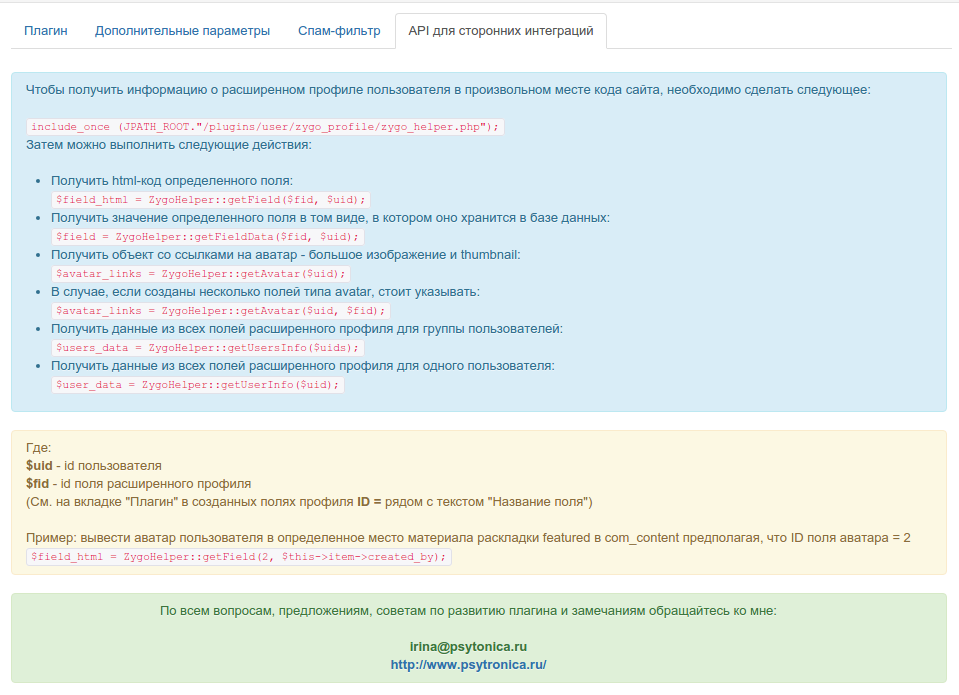 Плагин
Дополнительные параметры
Спам-фильтр
API для сторонних интеграций
Чтобы получить информацию о расширенном профиле пользователя в произвольном месте кода сайта, необходимо сделать следующее:
include_once (JPATH_ROOT."/plugins/user/zygo_profile/zygo_helper.php");
Затем можно выполнить следующие действия:
• Получить html-код определенного поля:
$field_html = ZygoHelper::getField($fid, $uid);
• Получить значение определенного поля в том виде, в котором оно хранится в базе данных:
$field = ZygoHelper::getFieldData($fid, $uid);
• Получить объект со ссылками на аватар - большое изображение и thumbnail:
$avatar_links = ZygoHelper::getAvatar($uid);
• В случае, если созданы несколько полей типа avatar, стоит указывать:
$avatar_links = ZygoHelper::getAvatar($uid, $fid);
• Получить данные из всех полей расширенного профиля для группы пользователей:
$users_data = ZygoHelper::getUsersInfo($uids);
• Получить данные из всех полей расширенного профиля для одного пользователя:
$user_data = ZygoHelper::getUserInfo($uid);
Где:
$uid - id пользователя
$fid - id поля расширенного профиля
(См. на вкладке "Плагин" в созданных полях профиля ID = рядом с текстом "Название поля")
Пример: вывести аватар пользователя в определенное место материала раскладки featured в com_content предполагая, что ID поля аватара = 2
$field_html = ZygoHelper::getField(2, $this->item->created_by);
По всем вопросам, предложениям, советам по развитию плагина и замечаниям обращайтесь ко мне:
irina@psytonica.ru
http://www.psytronica.ru/